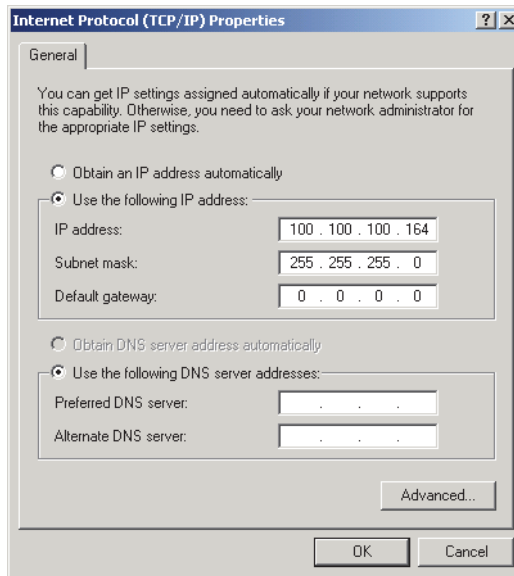 Internet Protocol (TCP/IP) Properties ? X
General
You can get IP settings assigned automatically if your network supports
this capability. Otherwise, you need to ask your network administrator for
the appropriate IP settings.
Obtain an IP address automatically
Use the following IP address:
IP address: 100 . 100 . 100 . 164
Subnet mask: 255 . 255 . 255 . 0
Default gateway: 0 . 0 . 0 . 0
Obtain DNS server address automatically
Use the following DNS server addresses:
Preferred DNS server: . . .
Alternate DNS server: . . .
Advanced...
OK Cancel